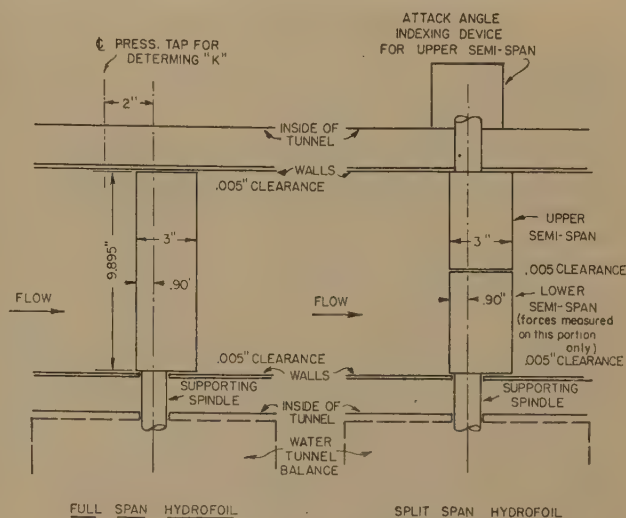 ATTACK ANGLE
INDEXING DEVICE
FOR UPPER SEMI-SPAN
℄ PRESS. TAP FOR
DETERMING "K"
2"
INSIDE OF
TUNNEL
WALLS
.005" CLEARANCE
9.895"
3"
.90'
FLOW
3"
UPPER
SEMI-SPAN
.005 CLEARANCE
FLOW
.90"
LOWER
SEMI-SPAN
(forces measured
on this portion
only)
.005" CLEARANCE
.005" CLEARANCE
WALLS
SUPPORTING
SPINDLE
SUPPORTING
SPINDLE
INSIDE OF
TUNNEL
WATER
TUNNEL
BALANCE
FULL SPAN HYDROFOIL
SPLIT SPAN HYDROFOIL